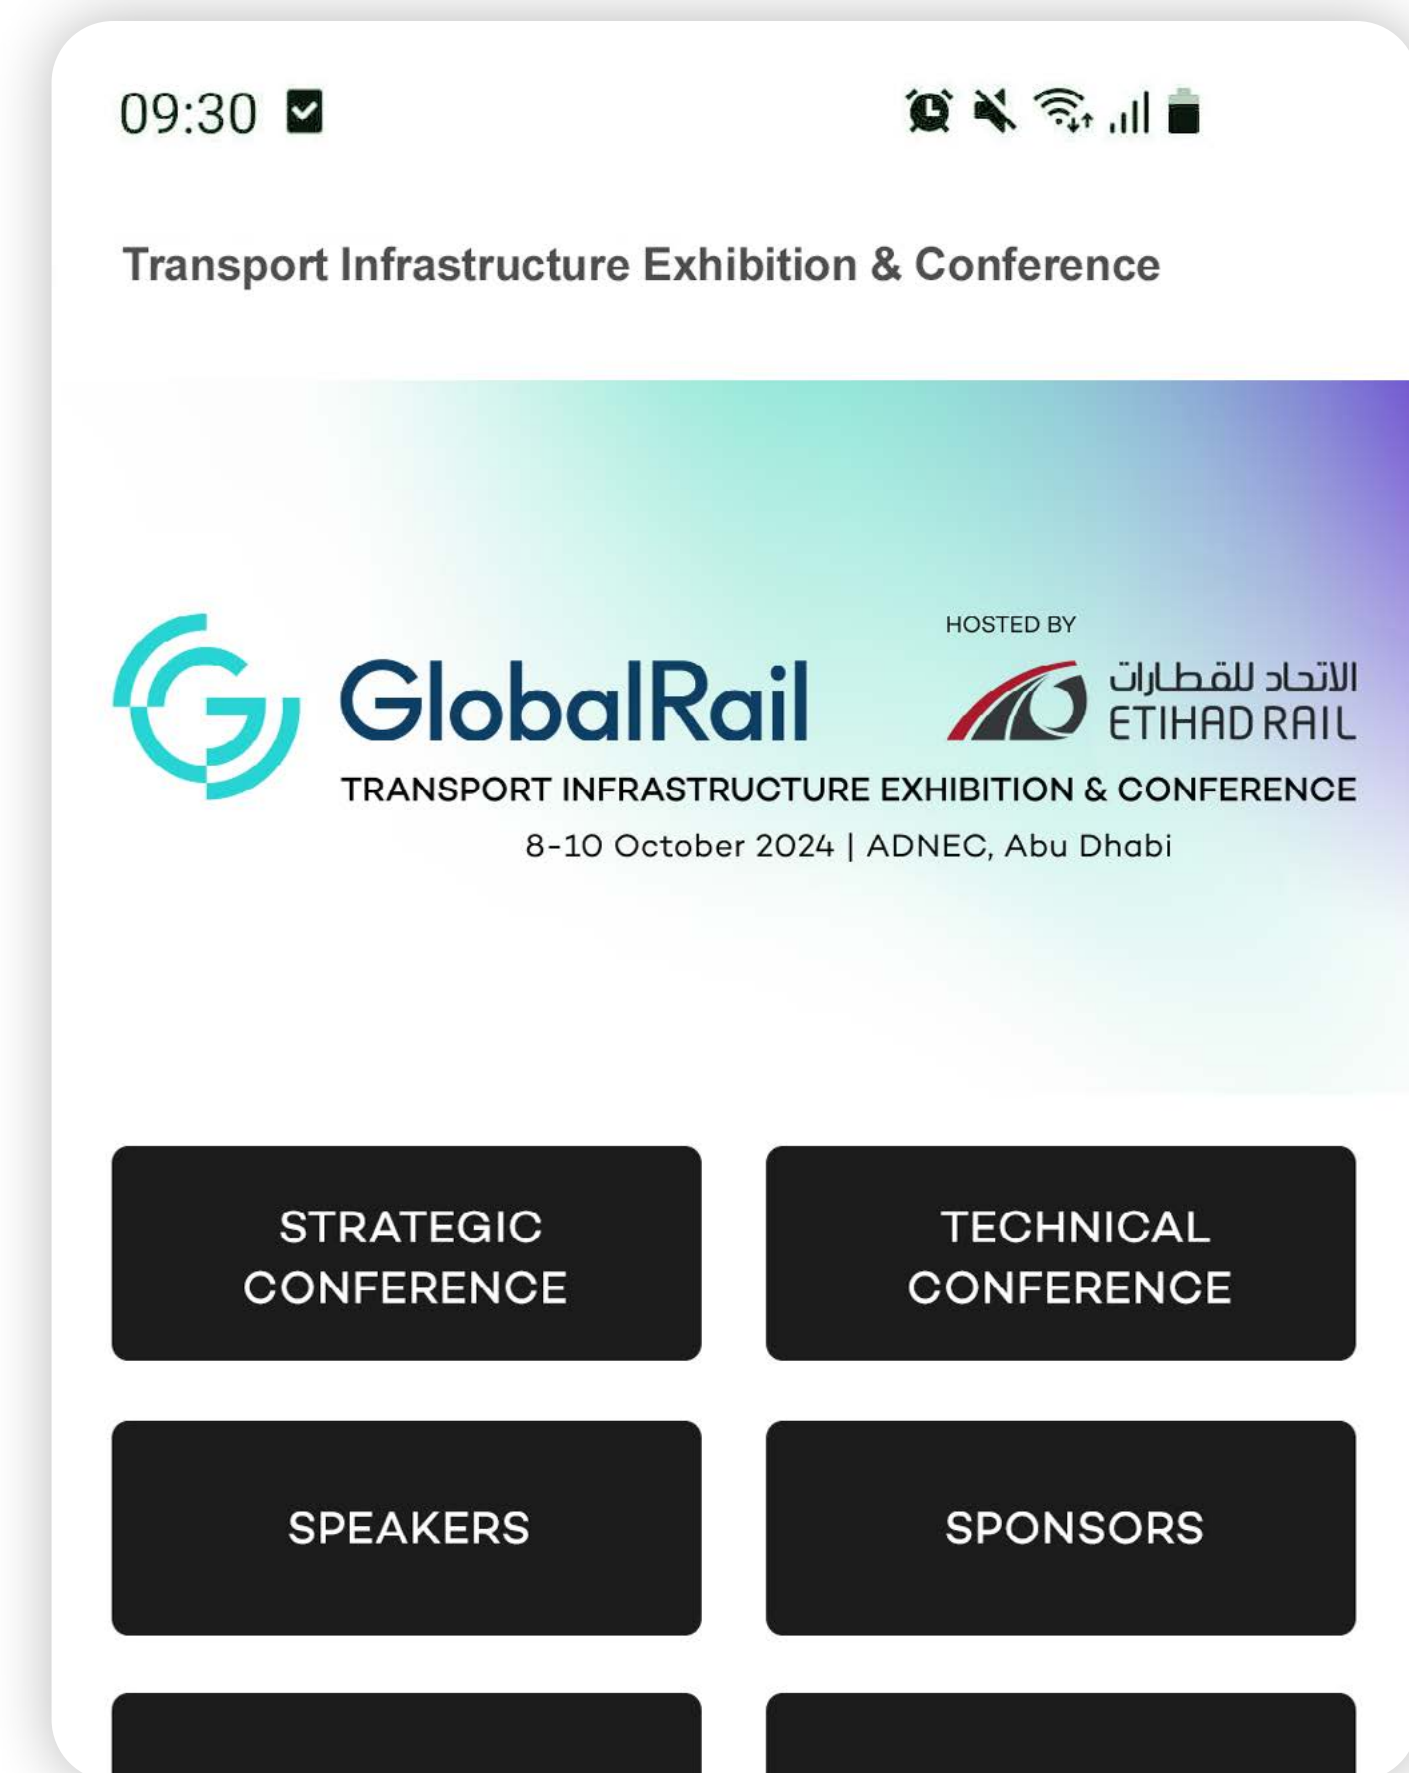 09:30
Transport Infrastructure Exhibition & Conference
GlobalRail
HOSTED BY
الاتحاد للقطارات
ETIHAD RAIL
TRANSPORT INFRASTRUCTURE EXHIBITION & CONFERENCE
8-10 October 2024 | ADNEC, Abu Dhabi
STRATEGIC
CONFERENCE
TECHNICAL
CONFERENCE
SPEAKERS
SPONSORS